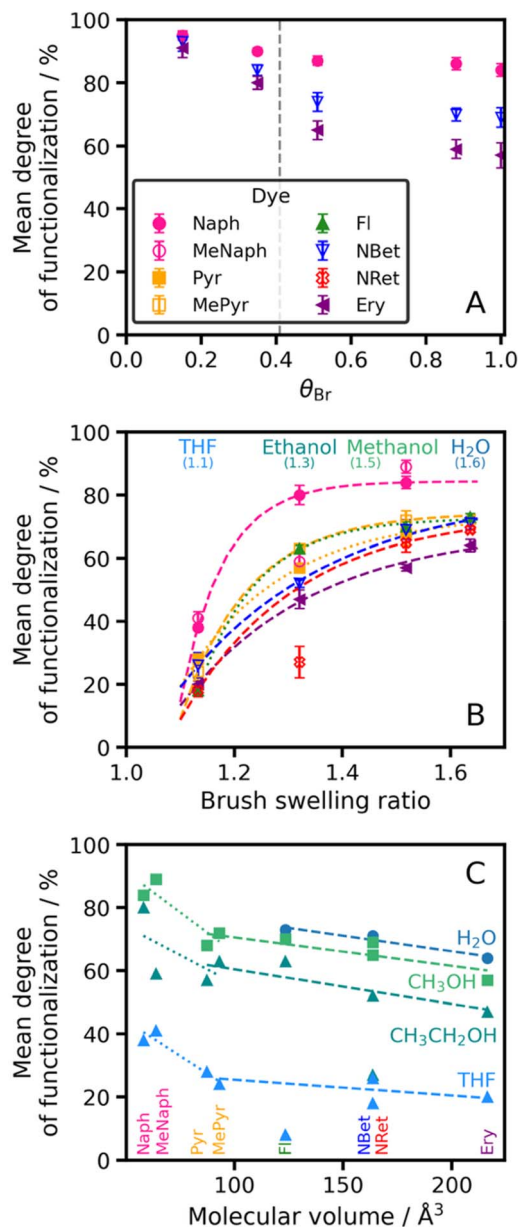 Mean degree
of functionalization / %
100
80
60
40
20
0
Dye
Naph
MeNaph
Pyr
MePyr
Fl
NBet
NRet
Ery
A
0.0 0.2 0.4 0.6 0.8 1.0
θBr
Mean degree
of functionalization / %
100
80
60
40
20
0
THF Ethanol Methanol H2O
(1.1) (1.3) (1.5) (1.6)
B
1.0 1.2 1.4 1.6
Brush swelling ratio
Mean degree
of functionalization / %
100
80
60
40
20
0
C
H2O
CH3OH
CH3CH2OH
THF
Naph
MeNaph
Pyr
MePyr
Fl
NBet
NRet
Ery
100 150 200
Molecular volume / Å3